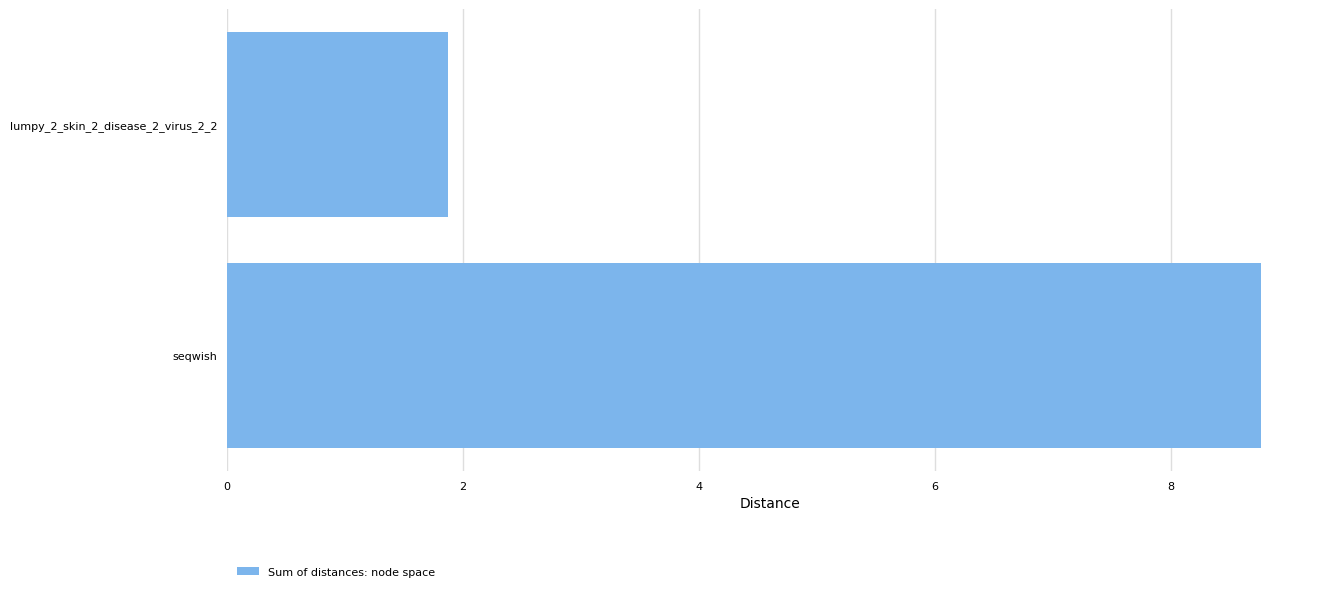 lumpy_2_skin_2_disease_2_virus_2_2
seqwish
0 2 4 6 8
Distance
Sum of distances: node space